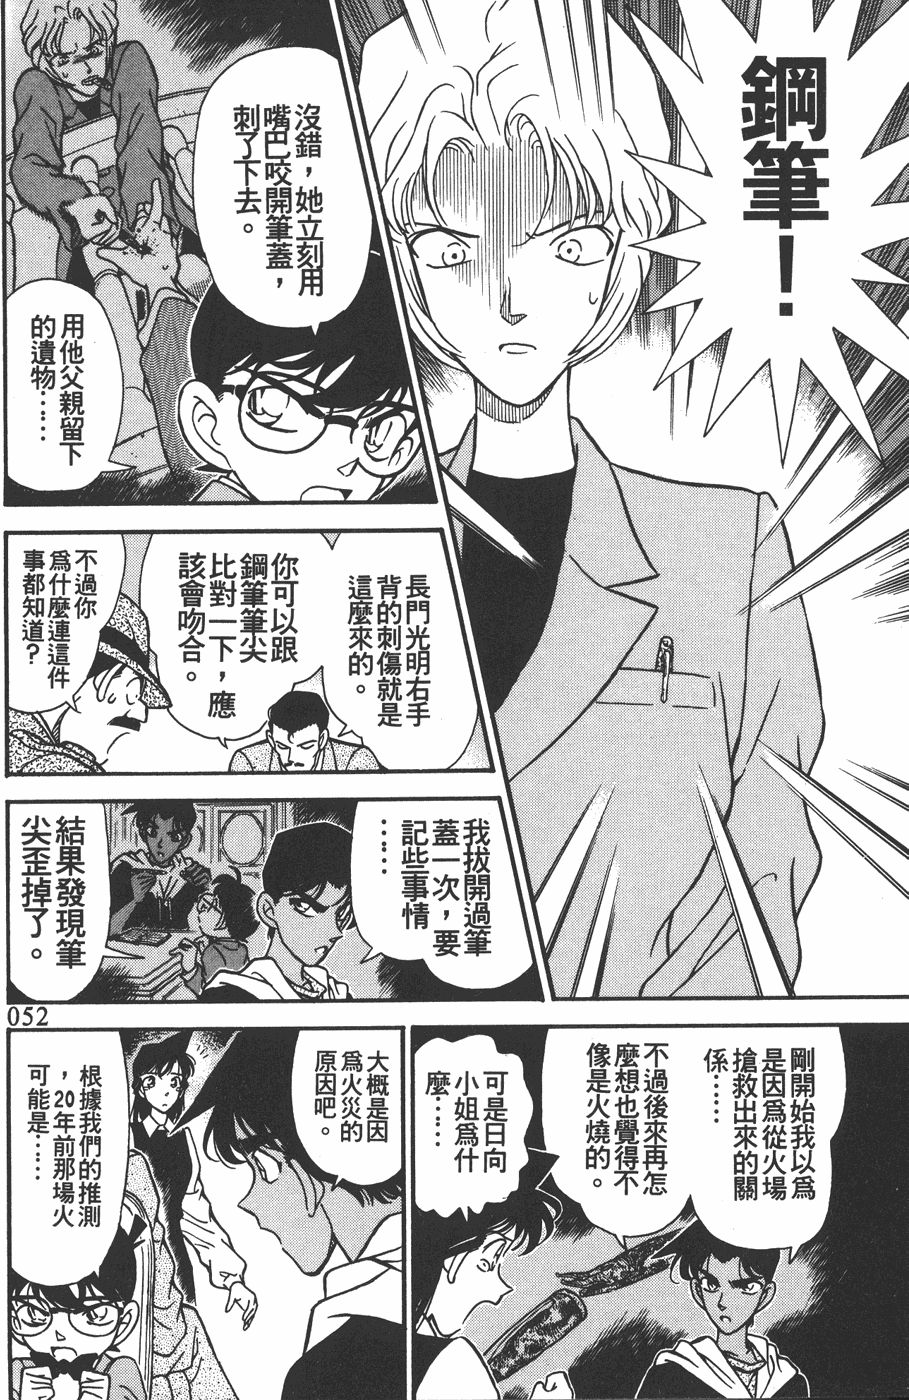 鋼筆！
沒錯，她立刻用
嘴巴咬開筆蓋，
刺了下去。
用他父親留下
的遺物……
長門光明右手
背的刺傷就是
這麼來的。
你可以跟
鋼筆筆尖
比對一下，應
該會吻合。
不過你
爲什麼連這件
事都知道？
我拔開過筆
蓋一次，要
記些事情
……
結果發現筆
尖歪掉了。
052
剛開始我以爲
是因爲從火場
搶救出來的關
係……
不過後來再怎
麼想也覺得不
像是火燒的。
可是日向
小姐爲什
麼……
大概是因
爲火災的
原因吧。
根據我們的推測
，20年前那場火
可能是……